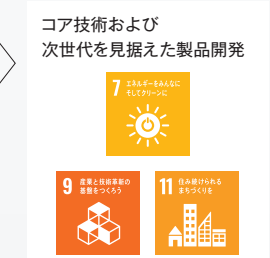 コア技術および
次世代を見据えた製品開発
7 エネルギーをみんなに
そしてクリーンに
9 産業と技術革新の
基盤をつくろう
11 住み続けられる
まちづくりを